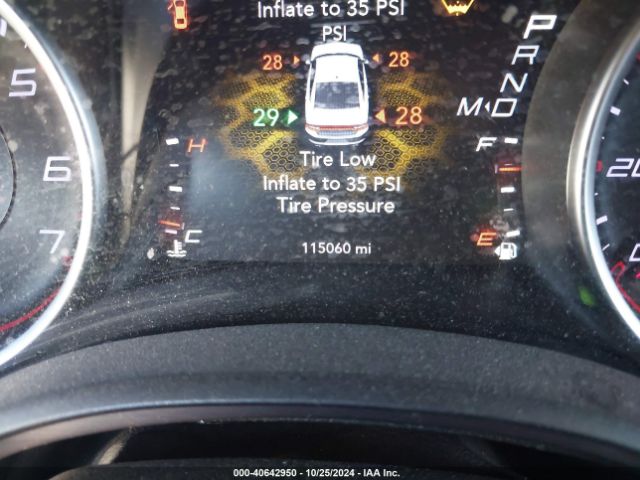 Inflate to 35 PSI
PSI
28 28
29 28
Tire Low
Inflate to 35 PSI
Tire Pressure
115060 mi
H
C
P
R
N
M D
F
E
5
6
7
20
000-40642950 - 10/25/2024 - IAA Inc.